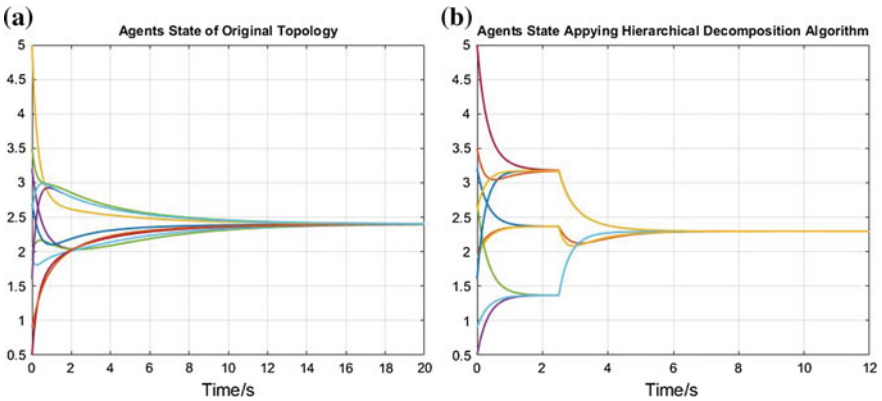 (a)
Agents State of Original Topology
5
4.5
4
3.5
3
2.5
2
1.5
1
0.5
0 2 4 6 8 10 12 14 16 18 20
Time/s
(b)
Agents State Appying Hierarchical Decomposition Algorithm
5
4.5
4
3.5
3
2.5
2
1.5
1
0.5
0 2 4 6 8 10 12
Time/s